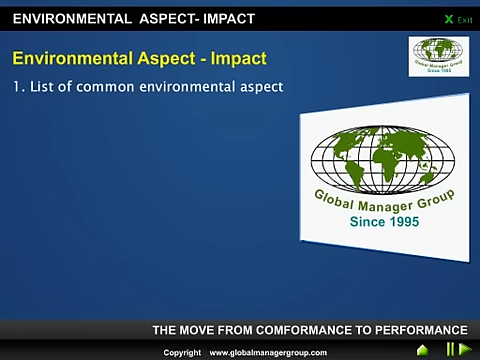 ENVIRONMENTAL ASPECT- IMPACT
X Exit
Environmental Aspect - Impact
Global Manager Group
Since 1995
1. List of common environmental aspect
Global Manager Group
Since 1995
THE MOVE FROM COMFORMANCE TO PERFORMANCE
Copyright www.globalmanagergroup.com